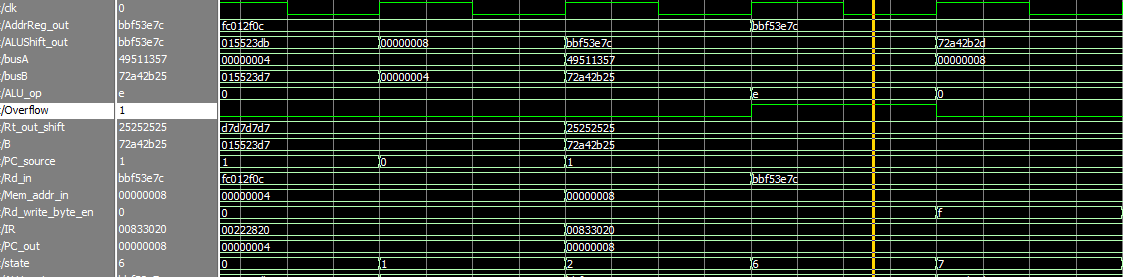 :/clk 0
:/AddrReg_out bbf53e7c fc012f0c bbf53e7c
:/ALUShift_out bbf53e7c 015523db 00000008 bbf53e7c 72a42b2d
:/busA 49511357 00000004 49511357 00000008
:/busB 72a42b25 015523d7 00000004 72a42b25
:/ALU_op e 0 e 0
:/Overflow 1
:/Rt_out_shift 25252525 d7d7d7d7 25252525
:/B 72a42b25 015523d7 72a42b25
:/PC_source 1 1 0 1
:/Rd_in bbf53e7c fc012f0c bbf53e7c
:/Mem_addr_in 00000008 00000004 00000008
:/Rd_write_byte_en 0 0 f
:/IR 00833020 00222820 00833020
:/PC_out 00000008 00000004 00000008
:/state 6 0 1 2 6 7